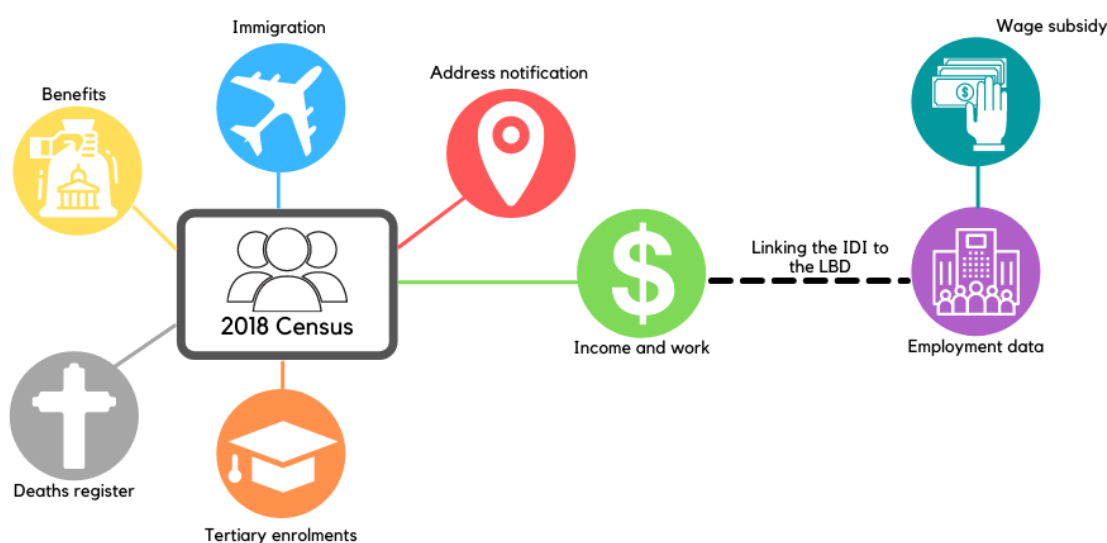 Immigration
Wage subsidy
Address notification
Benefits
$
Linking the IDI to
the LBD
$
2018 Census
Income and work
Employment data
Deaths register
Tertiary enrolments